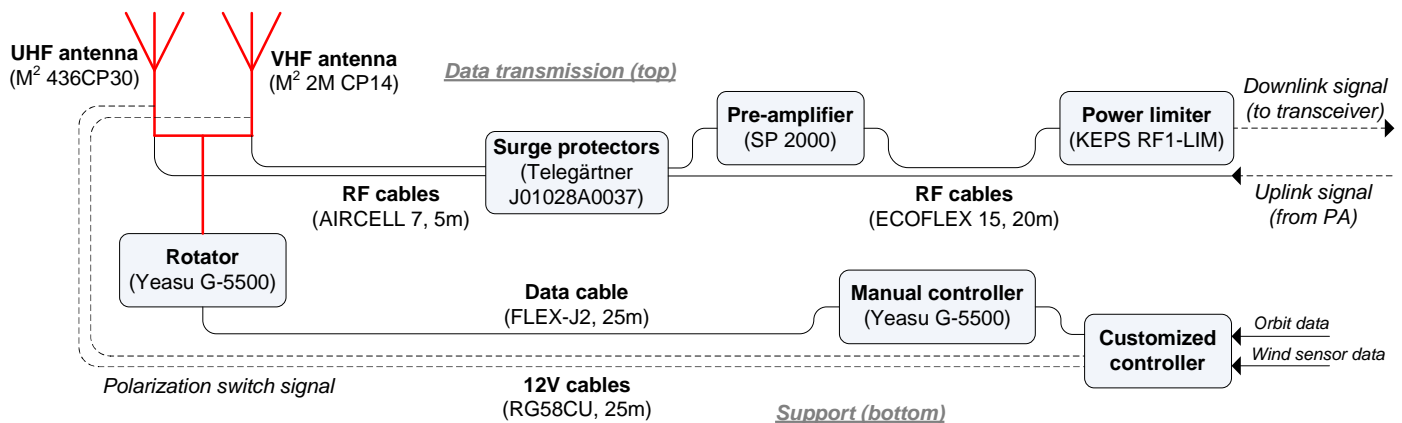 UHF antenna
(M² 436CP30)
VHF antenna
(M² 2M CP14)
Data transmission (top)
Pre-amplifier
(SP 2000)
Power limiter
(KEPS RF1-LIM)
Downlink signal
(to transceiver)
Surge protectors
(Telegärtner
J01028A0037)
RF cables
(AIRCELL 7, 5m)
RF cables
(ECOFLEX 15, 20m)
Uplink signal
(from PA)
Rotator
(Yeasu G-5500)
Data cable
(FLEX-J2, 25m)
Manual controller
(Yeasu G-5500)
Customized
controller
Orbit data
Wind sensor data
Polarization switch signal
12V cables
(RG58CU, 25m)
Support (bottom)